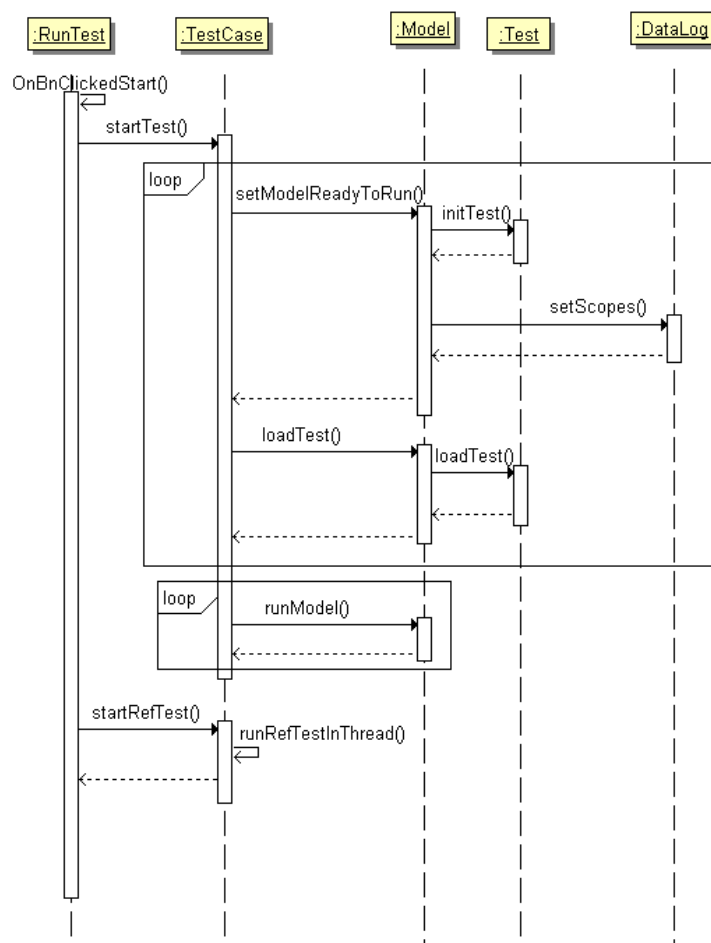 :RunTest
:TestCase
:Model
:Test
:DataLog
OnBnClickedStart()
startTest()
loop
setModelReadyToRun()
initTest()
setScopes()
loadTest()
loadTest()
loop
runModel()
startRefTest()
runRefTestInThread()